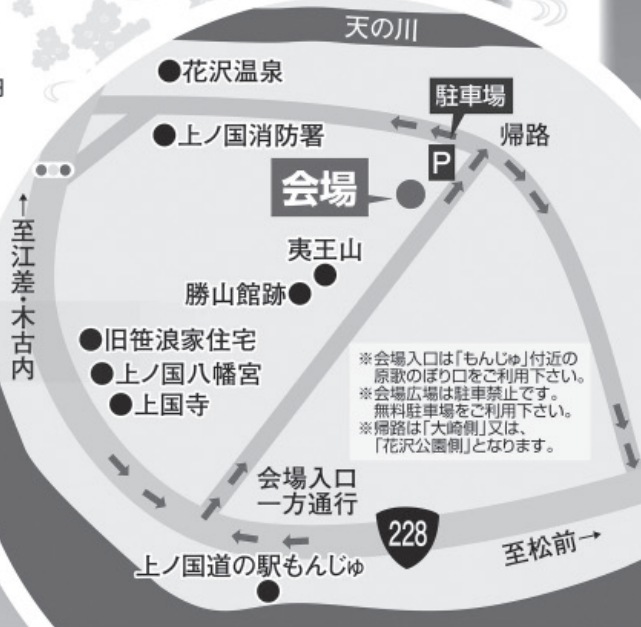 天の川
花沢温泉
駐車場
上ノ国消防署
帰路
P
会場
↑至江差・木古内
夷王山
勝山館跡
旧笹浪家住宅
上ノ国八幡宮
上国寺
※会場入口は「もんじゅ」付近の
原歌のぼり口をご利用下さい。
※会場広場は駐車禁止です。
無料駐車場をご利用下さい。
※帰路は「大崎側」又は、
「花沢公園側」となります。
会場入口
一方通行
228
至松前→
上ノ国道の駅もんじゅ